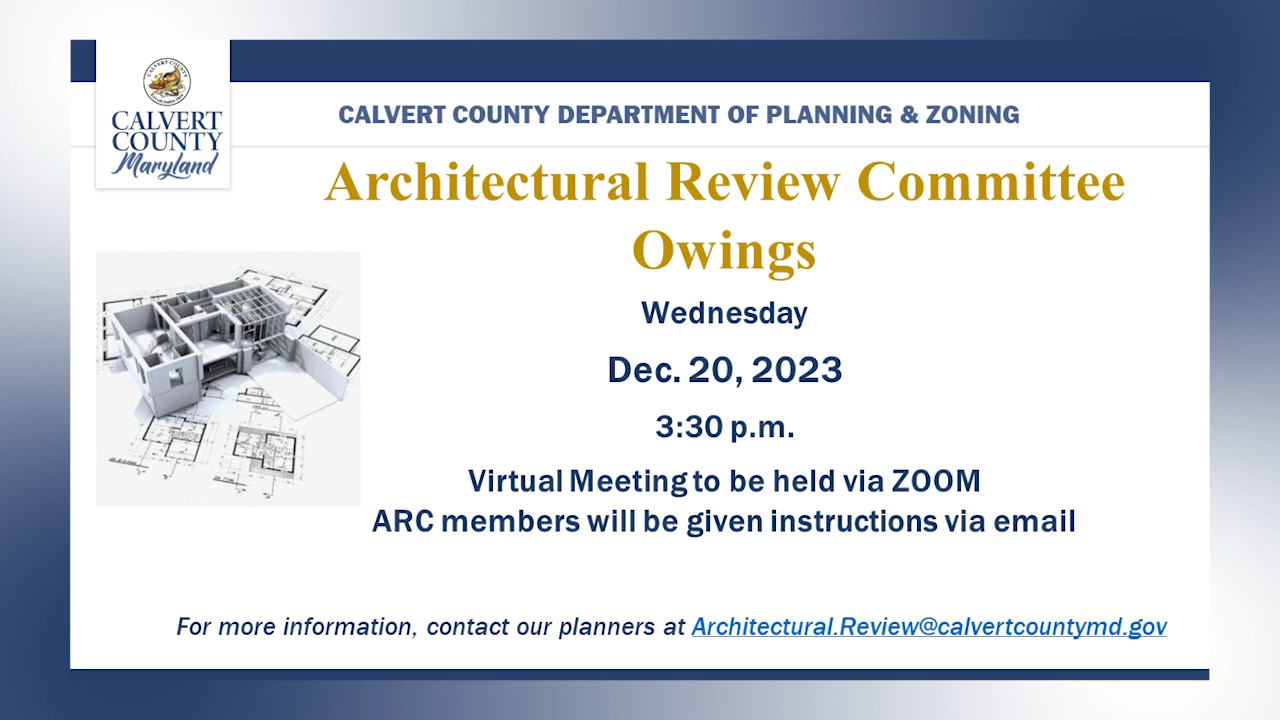 CALVERT COUNTY
CALVERT
COUNTY
Maryland
CALVERT COUNTY DEPARTMENT OF PLANNING & ZONING
Architectural Review Committee
Owings
Wednesday
Dec. 20, 2023
3:30 p.m.
Virtual Meeting to be held via ZOOM
ARC members will be given instructions via email
For more information, contact our planners at Architectural.Review@calvertcountymd.gov